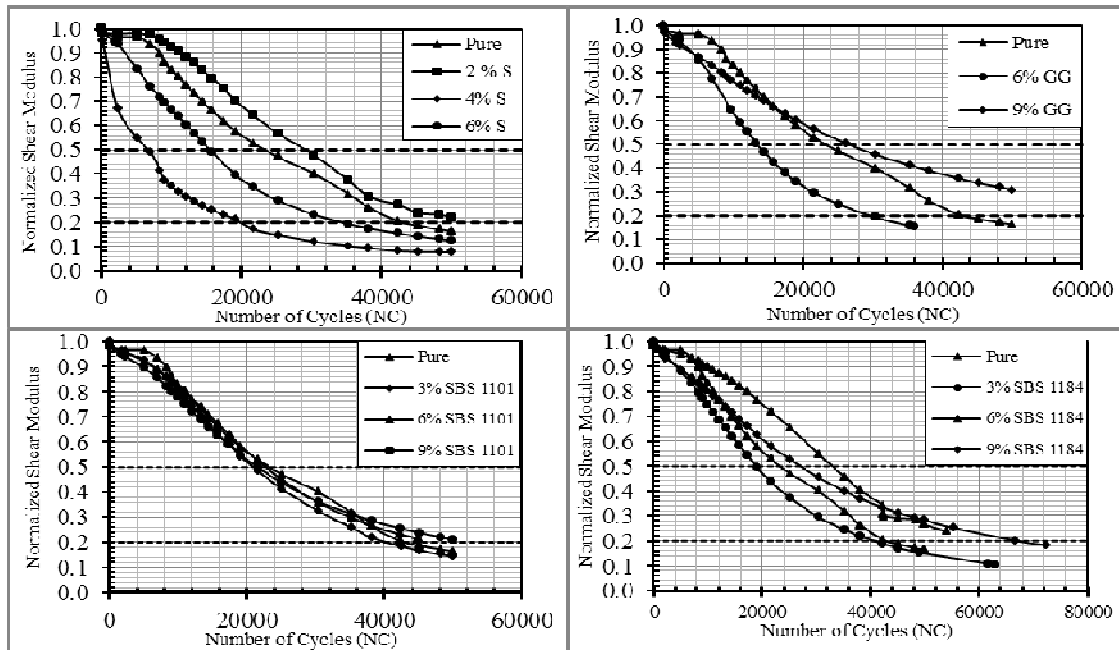 Normalized Shear Modulus
1.0
0.9
0.8
0.7
0.6
0.5
0.4
0.3
0.2
0.1
0.0
0
20000
40000
60000
Number of Cycles (NC)
Pure
2 % S
4% S
6% S
Normalized Shear Modulus
1.0
0.9
0.8
0.7
0.6
0.5
0.4
0.3
0.2
0.1
0.0
0
20000
40000
60000
80000
Number of Cycles (NC)
Pure
6% GG
9% GG
Normalized Shear Modulus
1.0
0.9
0.8
0.7
0.6
0.5
0.4
0.3
0.2
0.1
0.0
0
20000
40000
60000
Number of Cycles (NC)
Pure
3% SBS 1101
6% SBS 1101
9% SBS 1101
Normalized Shear Modulus
1.0
0.9
0.8
0.7
0.6
0.5
0.4
0.3
0.2
0.1
0.0
0
20000
40000
60000
80000
Number of Cycles (NC)
Pure
3% SBS 1184
6% SBS 1184
9% SBS 1184